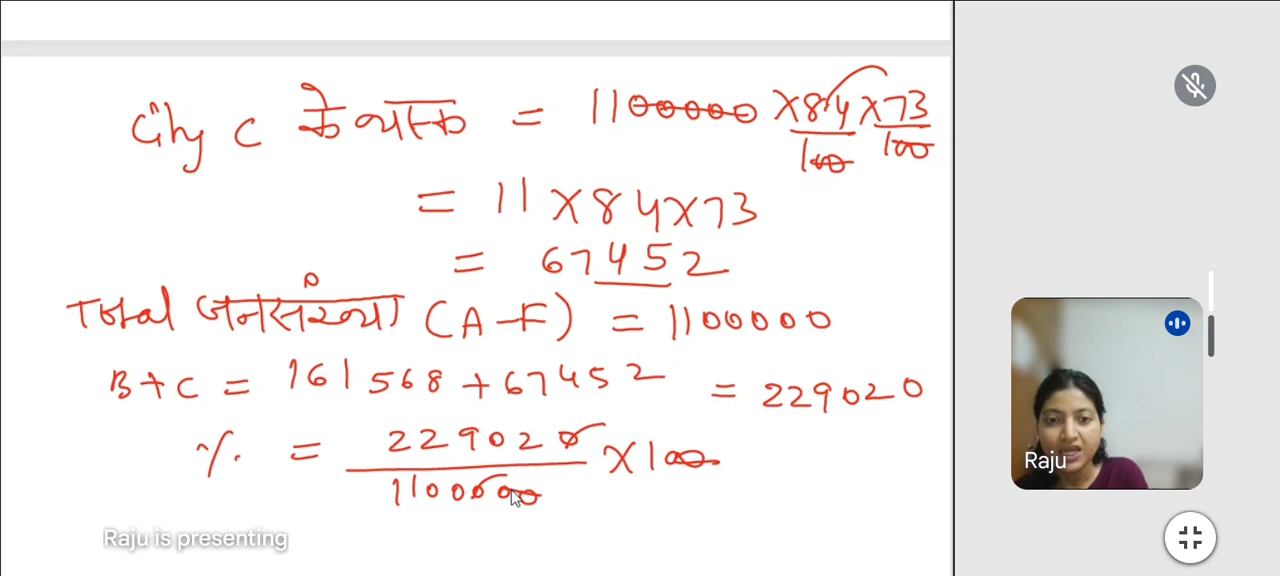 City C के वयस्क = 1100000 × 84/100 × 73/100
= 11 × 84 × 73
= 67452
Total जनसंख्या (A-F) = 1100000
B + C = 161568 + 67452 = 229020
% = 229020/1100000 × 100
Raju
Raju is presenting